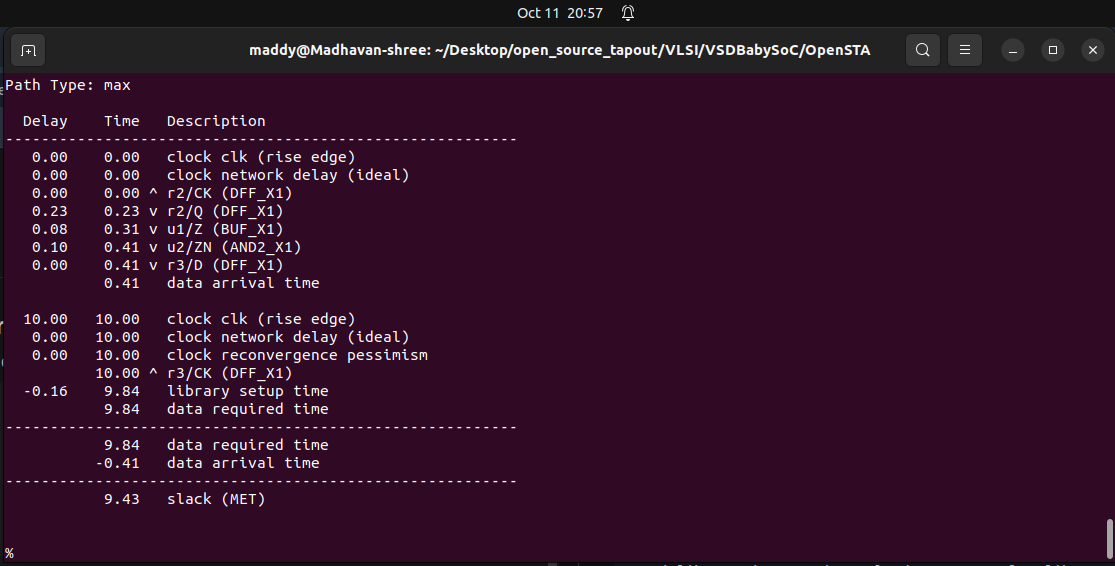 Oct 11 20:57
maddy@Madhavan-shree: ~/Desktop/open_source_tapout/VLSI/VSDBabySoC/OpenSTA
Path Type: max
  Delay    Time   Description
---------------------------------------------------------
   0.00    0.00   clock clk (rise edge)
   0.00    0.00   clock network delay (ideal)
   0.00    0.00 ^ r2/CK (DFF_X1)
   0.23    0.23 v r2/Q (DFF_X1)
   0.08    0.31 v u1/Z (BUF_X1)
   0.10    0.41 v u2/ZN (AND2_X1)
   0.00    0.41 v r3/D (DFF_X1)
           0.41   data arrival time
  10.00   10.00   clock clk (rise edge)
   0.00   10.00   clock network delay (ideal)
   0.00   10.00   clock reconvergence pessimism
          10.00 ^ r3/CK (DFF_X1)
  -0.16    9.84   library setup time
           9.84   data required time
---------------------------------------------------------
           9.84   data required time
          -0.41   data arrival time
---------------------------------------------------------
           9.43   slack (MET)
%